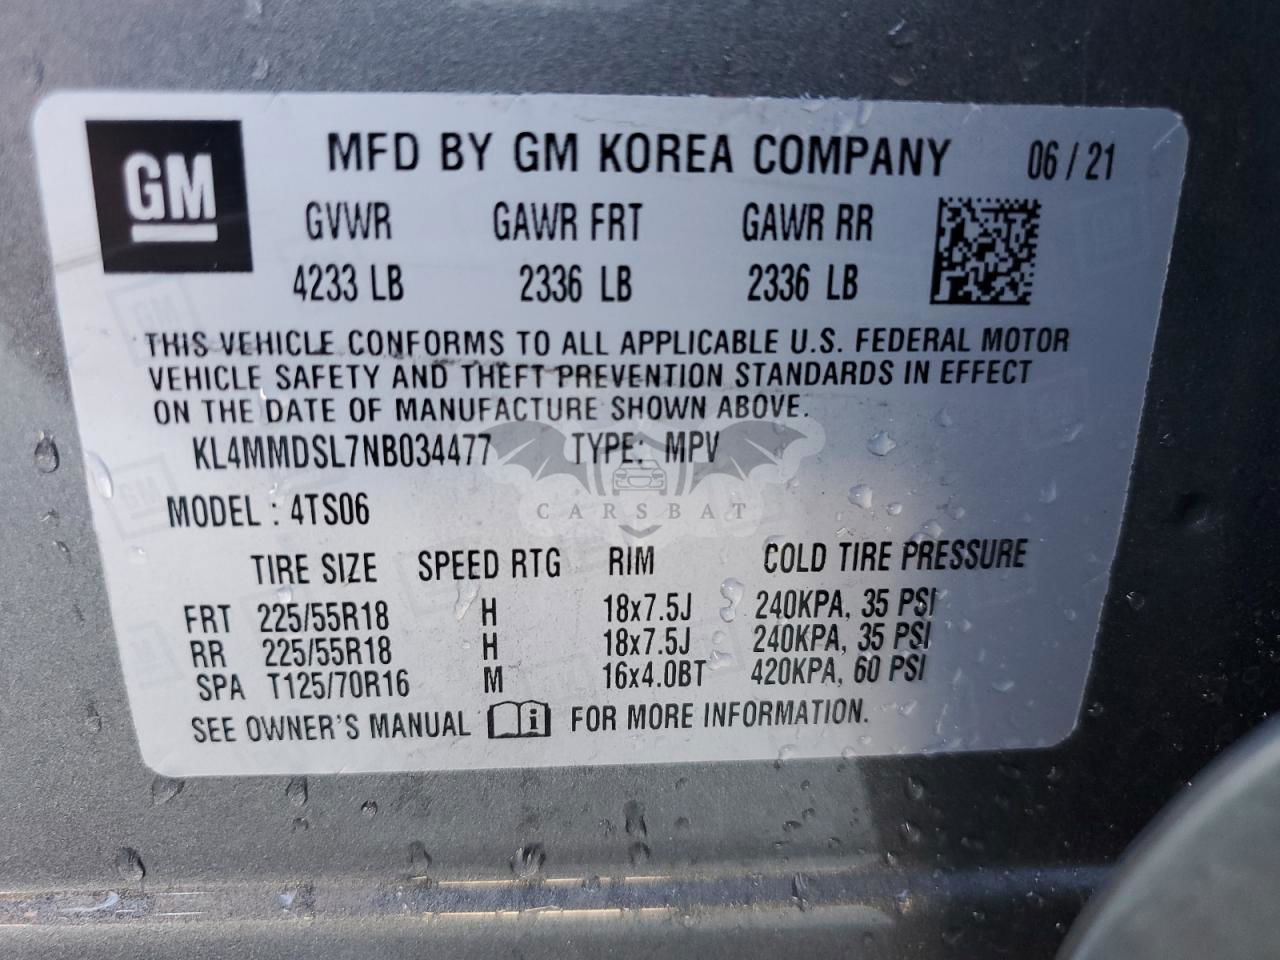 GM MFD BY GM KOREA COMPANY 06 / 21
GVWR GAWR FRT GAWR RR
4233 LB 2336 LB 2336 LB
THIS VEHICLE CONFORMS TO ALL APPLICABLE U.S. FEDERAL MOTOR
VEHICLE SAFETY AND THEFT PREVENTION STANDARDS IN EFFECT
ON THE DATE OF MANUFACTURE SHOWN ABOVE.
KL4MMDSL7NB034477 TYPE: MPV
CARSBAT
MODEL : 4TS06
TIRE SIZE SPEED RTG RIM COLD TIRE PRESSURE
FRT 225/55R18 H 18x7.5J 240KPA, 35 PSI
RR 225/55R18 H 18x7.5J 240KPA, 35 PSI
SPA T125/70R16 M 16x4.0BT 420KPA, 60 PSI
SEE OWNER'S MANUAL i FOR MORE INFORMATION.